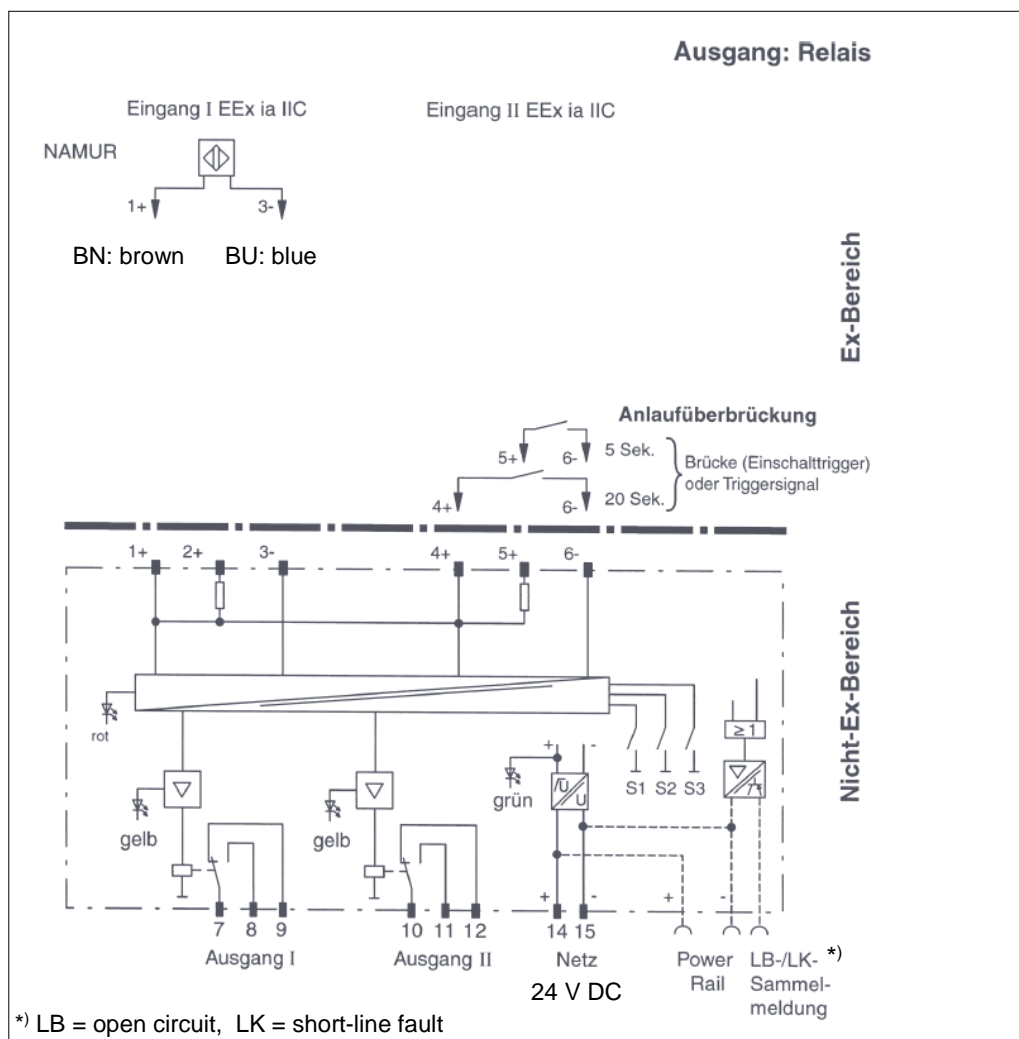 Ausgang: Relais
Eingang I EEx ia IIC
Eingang II EEx ia IIC
NAMUR
1+
3-
BN: brown
BU: blue
Ex-Bereich
Anlaufüberbrückung
5+
6-
5 Sek.
4+
6-
20 Sek.
Brücke (Einschalttrigger)
oder Triggersignal
1+
2+
3-
4+
5+
6-
Nicht-Ex-Bereich
rot
≥1
+
-
S1
S2
S3
grün
U
U
gelb
gelb
+
-
+
-
7
8
9
10
11
12
14
15
Ausgang I
Ausgang II
Netz
24 V DC
Power
Rail
LB-/LK- *)
Sammel-
meldung
*) LB = open circuit, LK = short-line fault